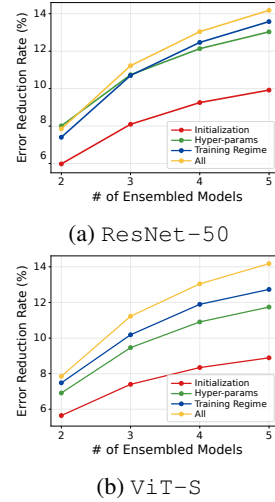 14
12
10
8
6
Error Reduction Rate (%)
Initialization
Hyper-params
Training Regime
All
2 3 4 5
# of Ensembled Models
(a) ResNet-50
14
12
10
8
6
Error Reduction Rate (%)
Initialization
Hyper-params
Training Regime
All
2 3 4 5
# of Ensembled Models
(b) ViT-S